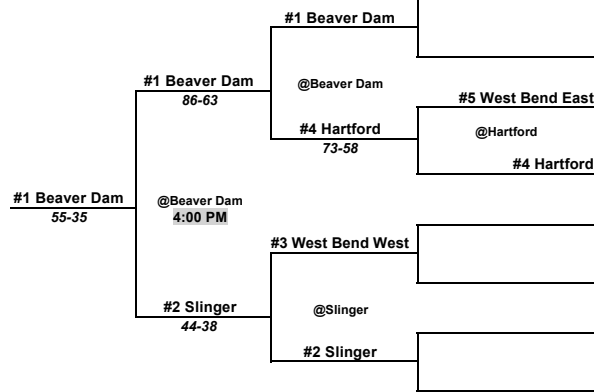 #1 Beaver Dam
#1 Beaver Dam
@Beaver Dam
86-63
#5 West Bend East
#4 Hartford
@Hartford
73-58
#4 Hartford
#1 Beaver Dam
@Beaver Dam
55-35
4:00 PM
#3 West Bend West
#2 Slinger
@Slinger
44-38
#2 Slinger